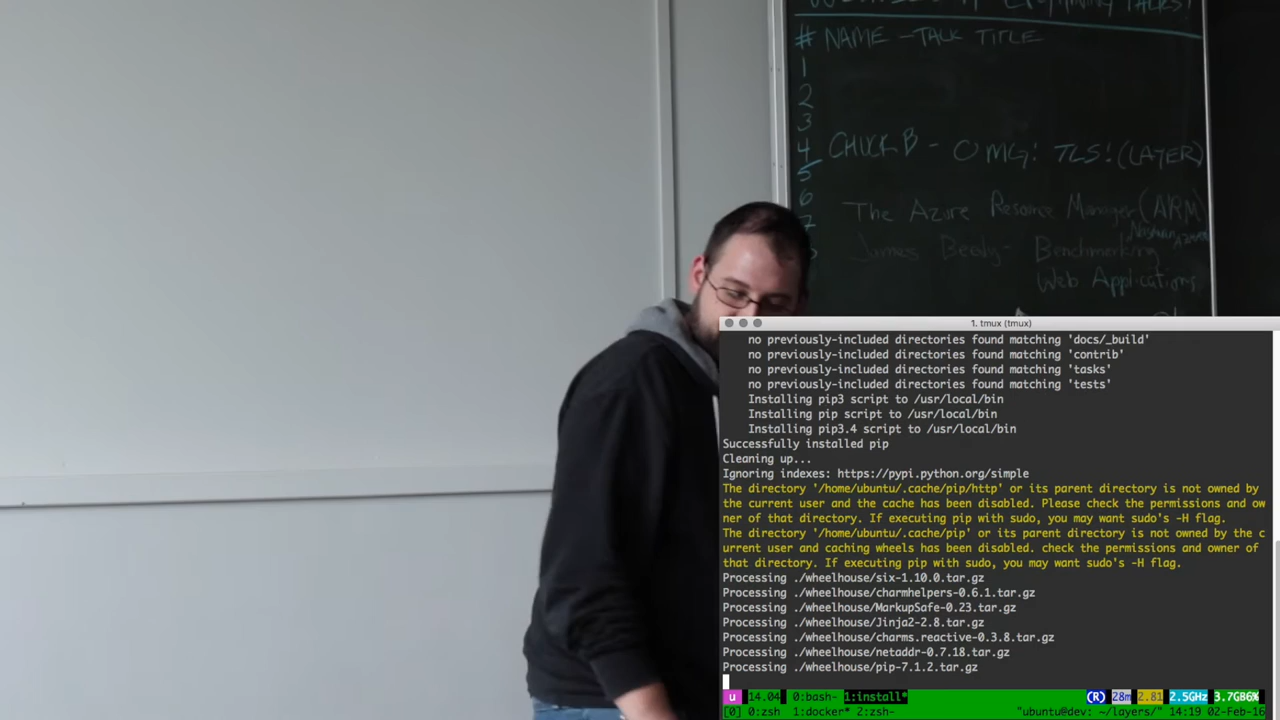 # NAME - TALK TITLE
1
2
3
4 CHUCK B - OMG! TLS! (LAYER)
5
6 The Azure Resource Manager (ARM)
7
James Beedy - Benchmarking
Web Applications
1. tmux (tmux)
no previously-included directories found matching 'docs/_build'
no previously-included directories found matching 'contrib'
no previously-included directories found matching 'tasks'
no previously-included directories found matching 'tests'
Installing pip3 script to /usr/local/bin
Installing pip script to /usr/local/bin
Installing pip3.4 script to /usr/local/bin
Successfully installed pip
Cleaning up...
Ignoring indexes: https://pypi.python.org/simple
The directory '/home/ubuntu/.cache/pip/http' or its parent directory is not owned by
the current user and the cache has been disabled. Please check the permissions and ow
ner of that directory. If executing pip with sudo, you may want sudo's -H flag.
The directory '/home/ubuntu/.cache/pip' or its parent directory is not owned by the c
urrent user and caching wheels has been disabled. check the permissions and owner of
that directory. If executing pip with sudo, you may want sudo's -H flag.
Processing ./wheelhouse/six-1.10.0.tar.gz
Processing ./wheelhouse/charmhelpers-0.6.1.tar.gz
Processing ./wheelhouse/MarkupSafe-0.23.tar.gz
Processing ./wheelhouse/Jinja2-2.8.tar.gz
Processing ./wheelhouse/charms.reactive-0.3.8.tar.gz
Processing ./wheelhouse/netaddr-0.7.18.tar.gz
Processing ./wheelhouse/pip-7.1.2.tar.gz
u 14.04 0:bash- 1:install* (R) 28m 2.81 2.5GHz 3.7GB6%
[0] 0:zsh 1:docker* 2:zsh- "ubuntu@dev: ~/layers/" 14:19 02-Feb-16